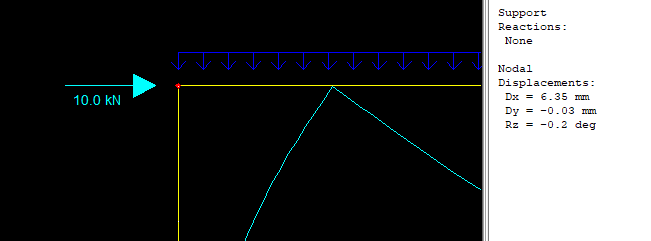 10.0 kN
Support
Reactions:
None
Nodal
Displacements:
Dx = 6.35 mm
Dy = -0.03 mm
Rz = -0.2 deg